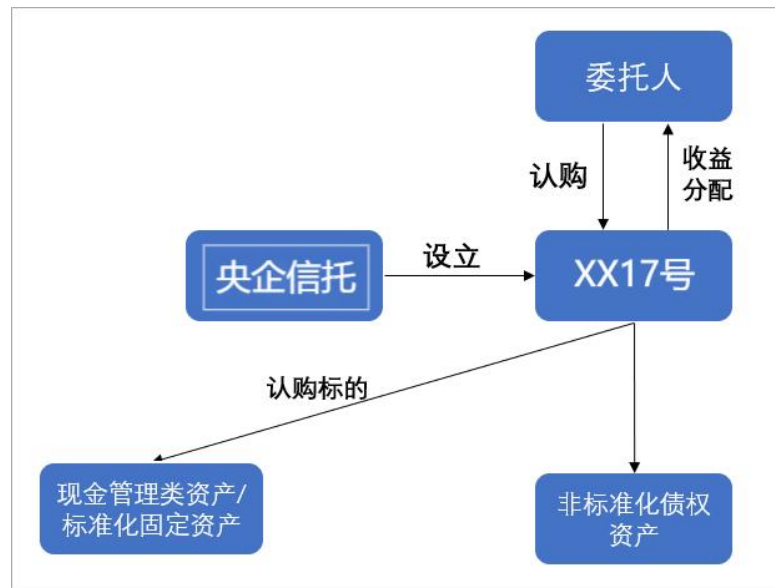 委托人
认购
收益
分配
央企信托
设立
XX17号
认购标的
现金管理类资产/
标准化固定资产
非标准化债权
资产